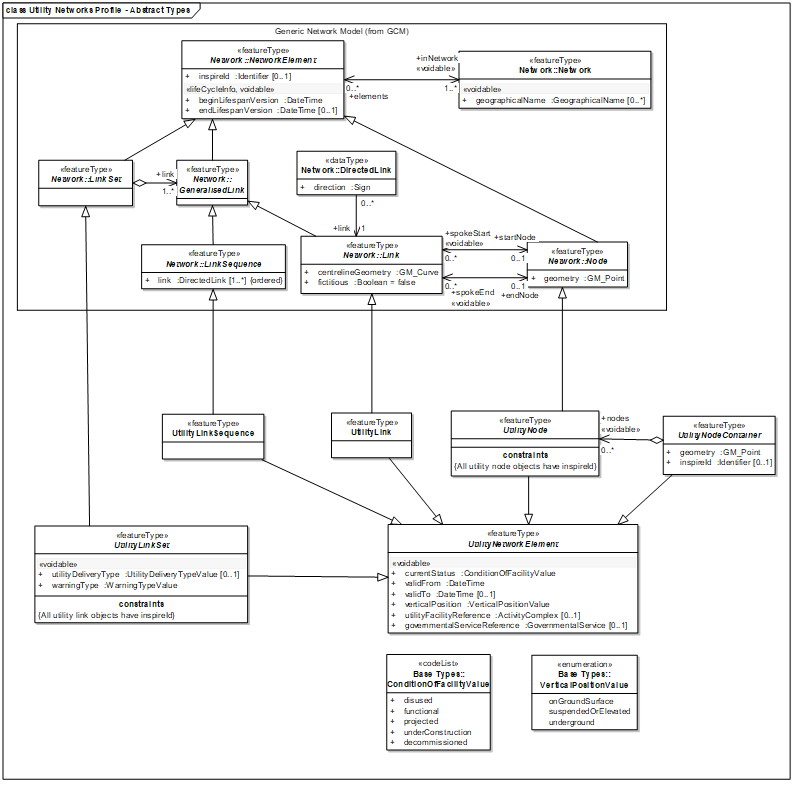 class Utility Networks Profile - Abstract Types
Generic Network Model (from GCM)
«featureType»
Network::NetworkElement
+ inspireId :Identifier [0..1]
«lifeCycleInfo, voidable»
+ beginLifespanVersion :DateTime
+ endLifespanVersion :DateTime [0..1]
+inNetwork
«voidable»
0..*
1..*
+elements
«featureType»
Network::Network
«voidable»
+ geographicalName :GeographicalName [0..*]
«featureType»
Network::LinkSet
+link
1..*
«featureType»
Network::
GeneralisedLink
«dataType»
Network::DirectedLink
+ direction :Sign
0..*
+link
1
«featureType»
Network::LinkSequence
+ link :DirectedLink [1..*] {ordered}
«featureType»
Network::Link
+ centrelineGeometry :GM_Curve
+ fictitious :Boolean = false
+spokeStart
«voidable»
+startNode
0..*
0..1
0..*
0..1
+spokeEnd
+endNode
«voidable»
«featureType»
Network::Node
+ geometry :GM_Point
«featureType»
UtilityLinkSequence
«featureType»
UtilityLink
«featureType»
UtilityNode
constraints
{All utility node objects have inspireId}
+nodes
«voidable»
0..*
«featureType»
UtilityNodeContainer
+ geometry :GM_Point
+ inspireId :Identifier [0..1]
«featureType»
UtilityLinkSet
«voidable»
+ utilityDeliveryType :UtilityDeliveryTypeValue [0..1]
+ warningType :WarningTypeValue
constraints
{All utility link objects have inspireId}
«featureType»
UtilityNetworkElement
«voidable»
+ currentStatus :ConditionOfFacilityValue
+ validFrom :DateTime
+ validTo :DateTime [0..1]
+ verticalPosition :VerticalPositionValue
+ utilityFacilityReference :ActivityComplex [0..1]
+ governmentalServiceReference :GovernmentalService [0..1]
«codeList»
Base Types::
ConditionOfFacilityValue
+ disused
+ functional
+ projected
+ underConstruction
+ decommissioned
«enumeration»
Base Types::
VerticalPositionValue
onGroundSurface
suspendedOrElevated
underground